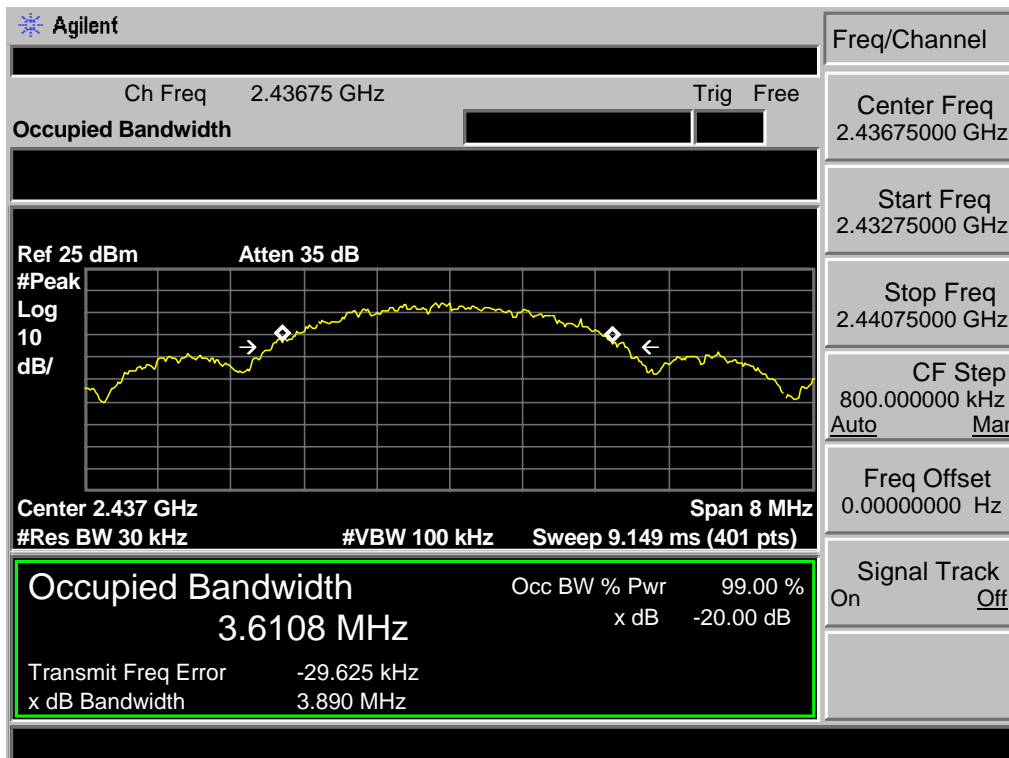 Agilent
Freq/Channel
Ch Freq 2.43675 GHz Trig Free
Occupied Bandwidth
Center Freq
2.43675000 GHz
Start Freq
2.43275000 GHz
Stop Freq
2.44075000 GHz
CF Step
800.000000 kHz
Auto Man
Freq Offset
0.00000000 Hz
Signal Track
On Off
Ref 25 dBm Atten 35 dB
#Peak
Log
10
dB/
Center 2.437 GHz Span 8 MHz
#Res BW 30 kHz #VBW 100 kHz Sweep 9.149 ms (401 pts)
Occupied Bandwidth
3.6108 MHz
Occ BW % Pwr 99.00 %
x dB -20.00 dB
Transmit Freq Error -29.625 kHz
x dB Bandwidth 3.890 MHz